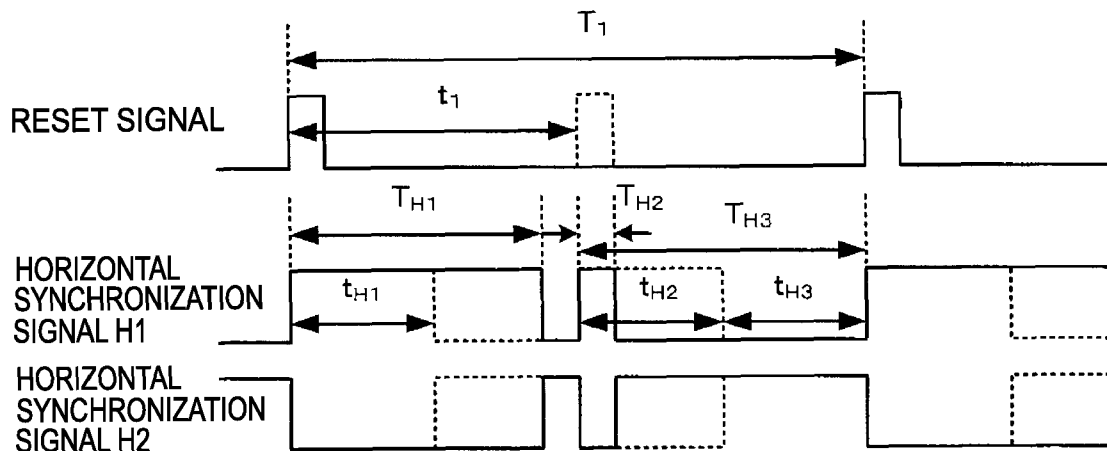 T1
t1
RESET SIGNAL
TH1
TH2
TH3
HORIZONTAL
SYNCHRONIZATION
SIGNAL H1
tH1
tH2
tH3
HORIZONTAL
SYNCHRONIZATION
SIGNAL H2